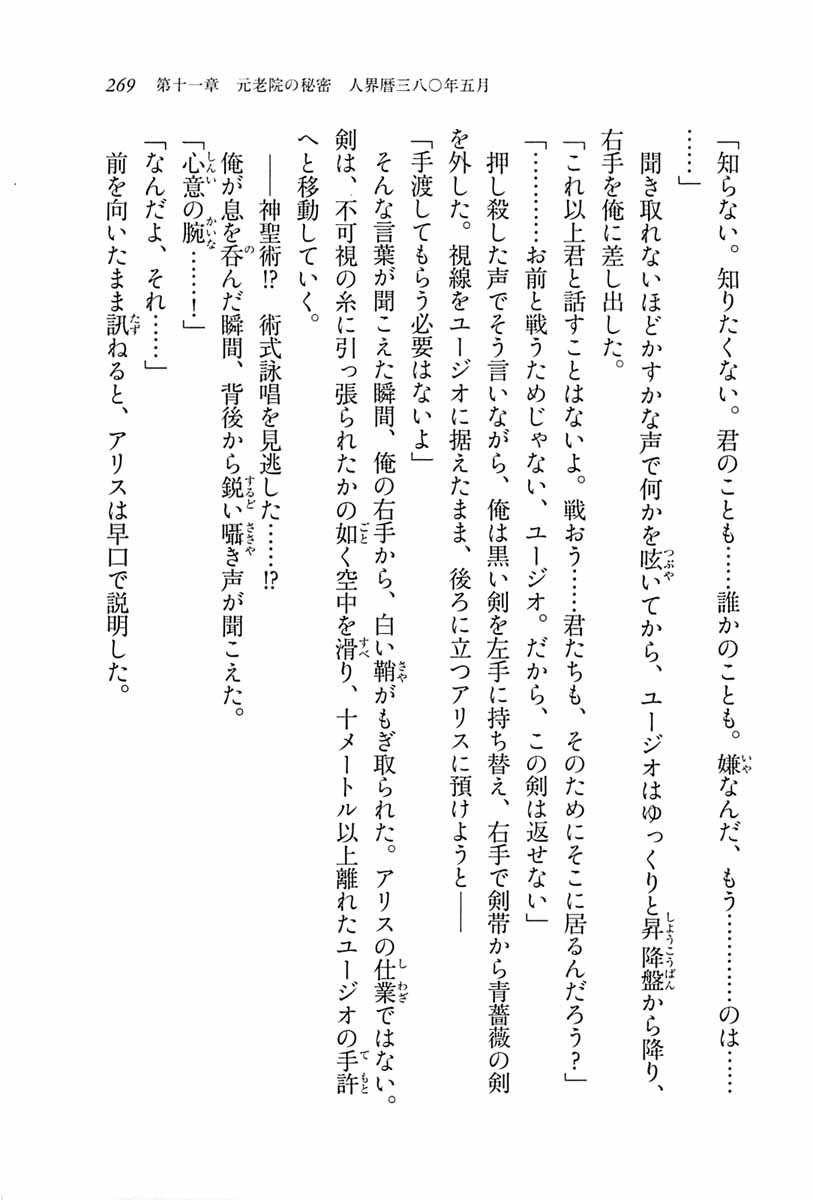 269 第十一章 元老院の秘密 人界暦三八〇年五月
「知らない。知りたくない。君のことも……誰かのことも。嫌なんだ、もう…………のは……
……」
聞き取れないほどかすかな声で何かを呟いてから、ユージオはゆっくりと昇降盤から降り、
右手を俺に差し出した。
「これ以上君と話すことはないよ。戦おう……君たちも、そのためにそこに居るんだろう?」
「…………お前と戦うためじゃない、ユージオ。だから、この剣は返せない」
押し殺した声でそう言いながら、俺は黒い剣を左手に持ち替え、右手で剣帯から青薔薇の剣
を外した。視線をユージオに据えたまま、後ろに立つアリスに預けようと――
「手渡してもらう必要はないよ」
そんな言葉が聞こえた瞬間、俺の右手から、白い鞘がもぎ取られた。アリスの仕業ではない。
剣は、不可視の糸に引っ張られたかの如く空中を滑り、十メートル以上離れたユージオの手許
へと移動していく。
――神聖術!? 術式詠唱を見逃した……!?
俺が息を呑んだ瞬間、背後から鋭い囁き声が聞こえた。
「心意の腕……!」
「なんだよ、それ……」
前を向いたまま訊ねると、アリスは早口で説明した。